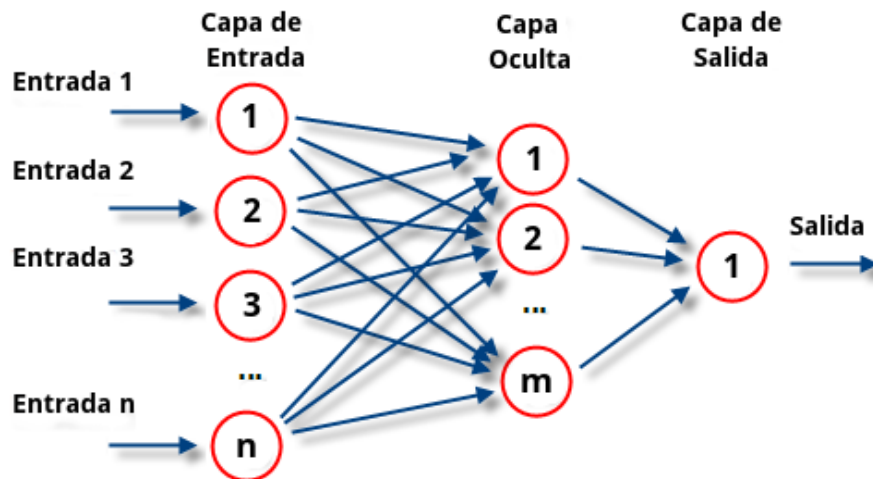 Capa de
Entrada
Capa
Oculta
Capa de
Salida
Entrada 1
1
Entrada 2
2
Entrada 3
3
...
Entrada n
n
1
2
...
m
1
Salida